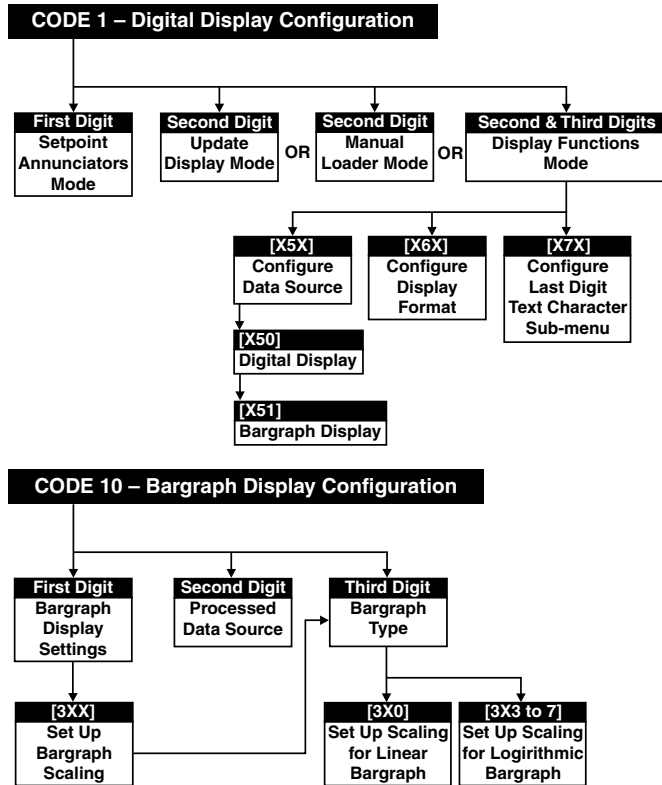 CODE 1 – Digital Display Configuration
First Digit
Setpoint
Annunciators
Mode
Second Digit
Update
Display Mode
OR
Second Digit
Manual
Loader Mode
OR
Second & Third Digits
Display Functions
Mode
[X5X]
Configure
Data Source
[X6X]
Configure
Display
Format
[X7X]
Configure
Last Digit
Text Character
Sub-menu
[X50]
Digital Display
[X51]
Bargraph Display
CODE 10 – Bargraph Display Configuration
First Digit
Bargraph
Display
Settings
Second Digit
Processed
Data Source
Third Digit
Bargraph
Type
[3XX]
Set Up
Bargraph
Scaling
[3X0]
Set Up Scaling
for Linear
Bargraph
[3X3 to 7]
Set Up Scaling
for Logirithmic
Bargraph